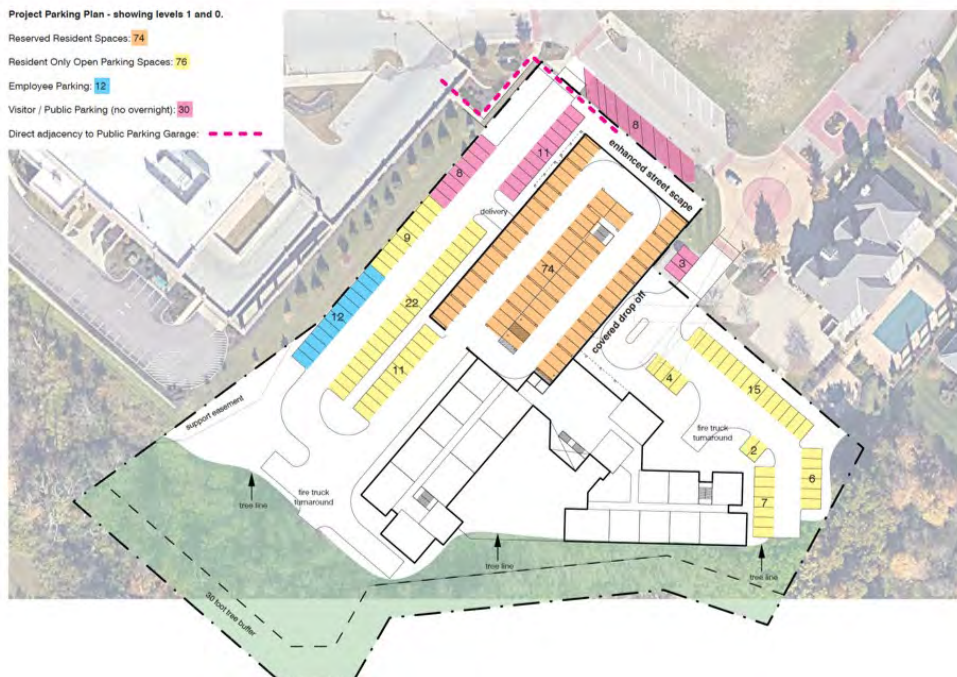 Project Parking Plan - showing levels 1 and 0.
Reserved Resident Spaces: 74
Resident Only Open Parking Spaces: 76
Employee Parking: 12
Visitor / Public Parking (no overnight): 30
Direct adjacency to Public Parking Garage:
8
enhanced street scape
11
8
delivery
9
74
3
22
12
covered drop off
11
4
15
support easement
fire truck
turnaround
2
6
7
fire truck
turnaround
tree line
tree line
tree line
30 foot tree buffer